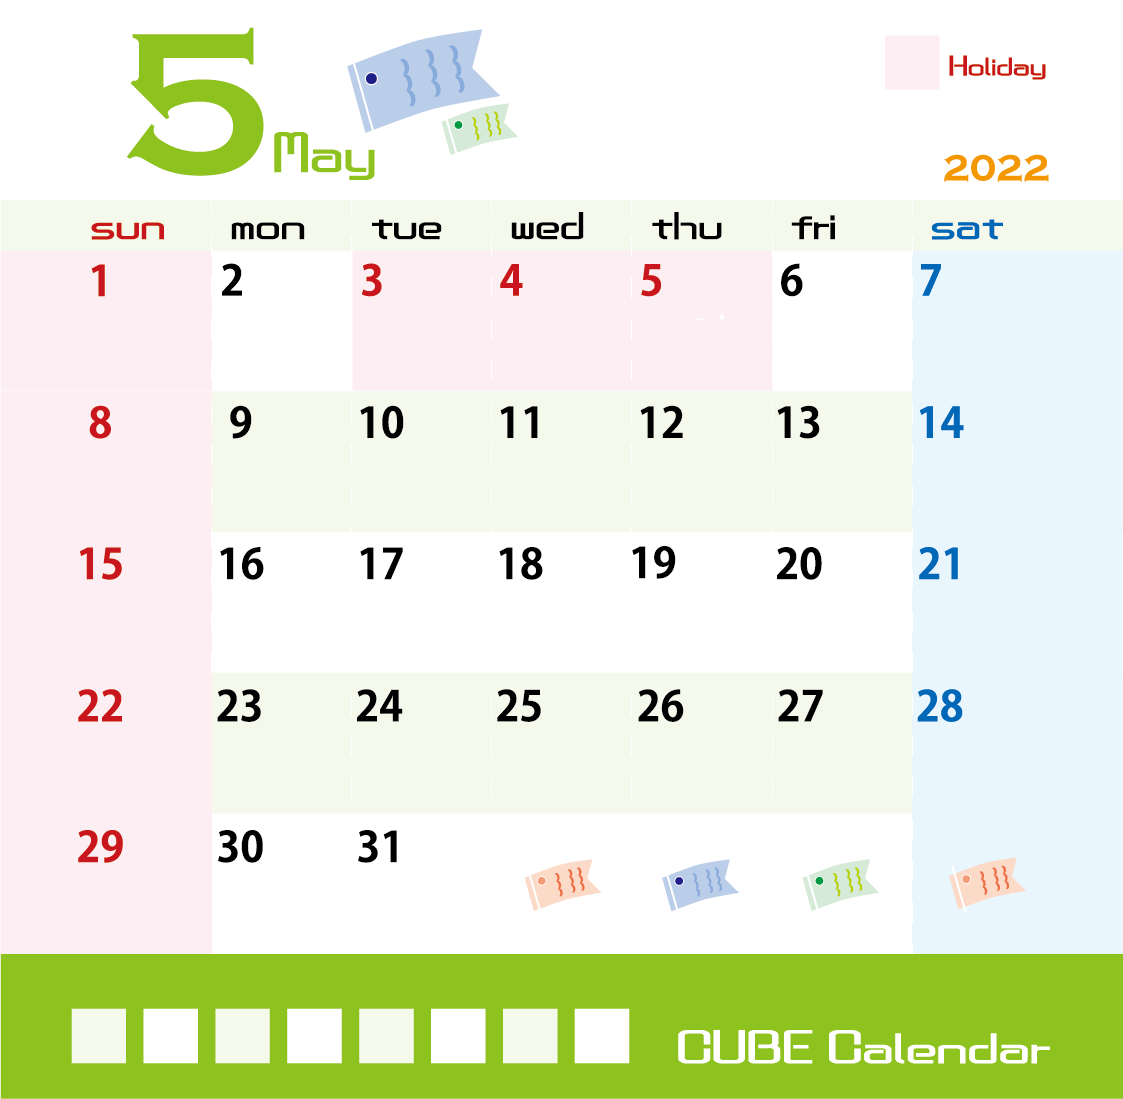 5 May
Holiday
2022
sun mon tue wed thu fri sat
1 2 3 4 5 6 7
8 9 10 11 12 13 14
15 16 17 18 19 20 21
22 23 24 25 26 27 28
29 30 31
CUBE Calendar